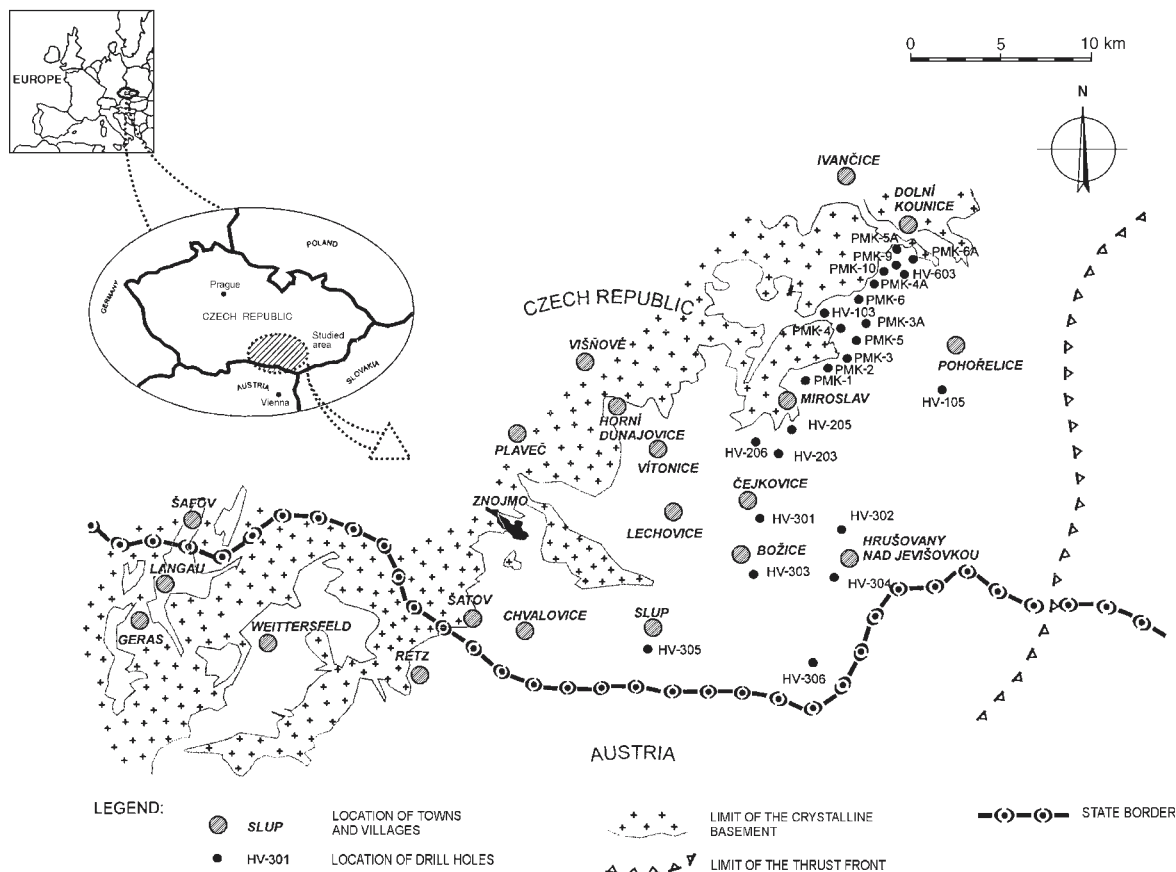 EUROPE
0 5 10 km
N
IVANČICE
DOLNÍ
KOUNICE
PMK-5A
PMK-6A
PMK-9
PMK-10
HV-603
PMK-4A
PMK-6
HV-103
PMK-3A
PMK-4
PMK-5
PMK-3
PMK-2
PMK-1
POHOŘELICE
HV-105
MIROSLAV
HV-205
HV-206
HV-203
CZECH REPUBLIC
VIŠŇOVÉ
HORNÍ
DUNAJOVICE
PLAVEČ
VÍTONICE
ČEJKOVICE
HV-301
HV-302
LECHOVICE
ZNOJMO
BOŽICE
HRUŠOVANY
NAD JEVIŠOVKOU
HV-303
HV-304
POLAND
GERMANY
Prague
CZECH REPUBLIC
Studied
area
AUSTRIA
SLOVAKIA
Vienna
ŠAFOV
LANGAU
GERAS
WEITTERSFELD
ŠATOV
RETZ
CHVALOVICE
SLUP
HV-305
HV-306
AUSTRIA
LEGEND:
SLUP LOCATION OF TOWNS
AND VILLAGES
HV-301 LOCATION OF DRILL HOLES
LIMIT OF THE CRYSTALLINE
BASEMENT
LIMIT OF THE THRUST FRONT
STATE BORDER